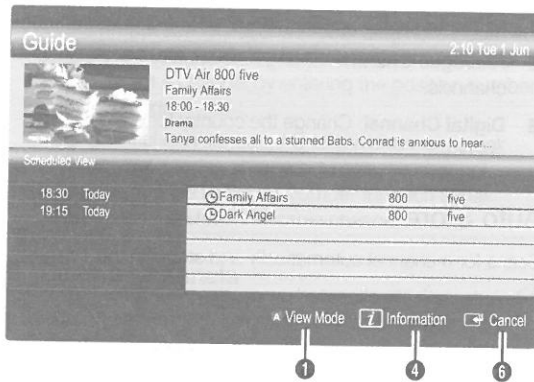 Guide
2:10 Tue 1 Jun
DTV Air 800 five
Family Affairs
18:00 - 18:30
Drama
Tanya confesses all to a stunned Babs. Conrad is anxious to hear...
Scheduled View
18:30 Today Family Affairs 800 five
19:15 Today Dark Angel 800 five
A View Mode i Information Cancel
1 4 6